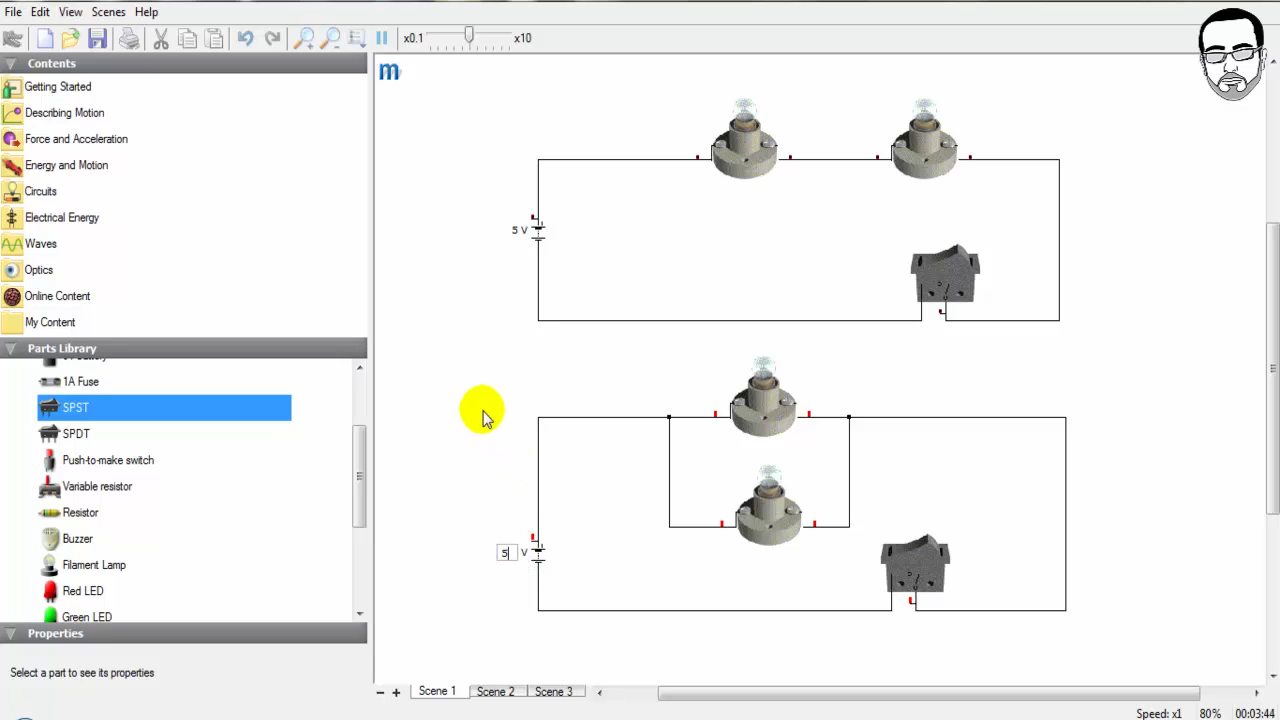 File Edit View Scenes Help
x0.1 x10
Contents
Getting Started
Describing Motion
Force and Acceleration
Energy and Motion
Circuits
Electrical Energy
Waves
Optics
Online Content
My Content
Parts Library
1A Fuse
SPST
SPDT
Push-to-make switch
Variable resistor
Resistor
Buzzer
Filament Lamp
Red LED
Green LED
Properties
Select a part to see its properties
m
5 V
5 V
Scene 1 Scene 2 Scene 3
Speed: x1 80% 00:03:44